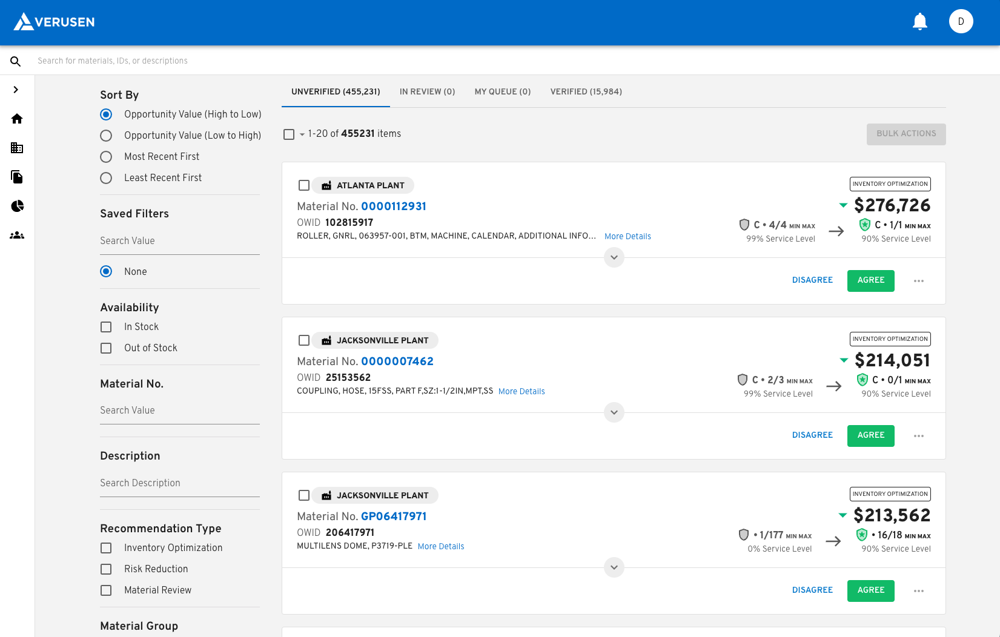 VERUSEN
D
Search for materials, IDs, or descriptions
Sort By
Opportunity Value (High to Low)
Opportunity Value (Low to High)
Most Recent First
Least Recent First
Saved Filters
Search Value
None
Availability
In Stock
Out of Stock
Material No.
Search Value
Description
Search Description
Recommendation Type
Inventory Optimization
Risk Reduction
Material Review
Material Group
UNVERIFIED (455,231) IN REVIEW (0) MY QUEUE (0) VERIFIED (15,984)
1-20 of 455231 items
BULK ACTIONS
ATLANTA PLANT
INVENTORY OPTIMIZATION
Material No. 0000112931
$276,726
OWID 102815917
C • 4/4 MIN MAX
C • 1/1 MIN MAX
ROLLER, GNRL, 063957-001, BTM, MACHINE, CALENDAR, ADDITIONAL INFO... More Details
99% Service Level
90% Service Level
DISAGREE AGREE ...
JACKSONVILLE PLANT
INVENTORY OPTIMIZATION
Material No. 0000007462
$214,051
OWID 25153562
C • 2/3 MIN MAX
C • 0/1 MIN MAX
COUPLING, HOSE, 15FSS, PART F,SZ:1-1/2IN,MPT,SS More Details
99% Service Level
90% Service Level
DISAGREE AGREE ...
JACKSONVILLE PLANT
INVENTORY OPTIMIZATION
Material No. GP06417971
$213,562
OWID 206417971
• 1/177 MIN MAX
• 16/18 MIN MAX
MULTILENS DOME, P3719-PLE More Details
0% Service Level
90% Service Level
DISAGREE AGREE ...